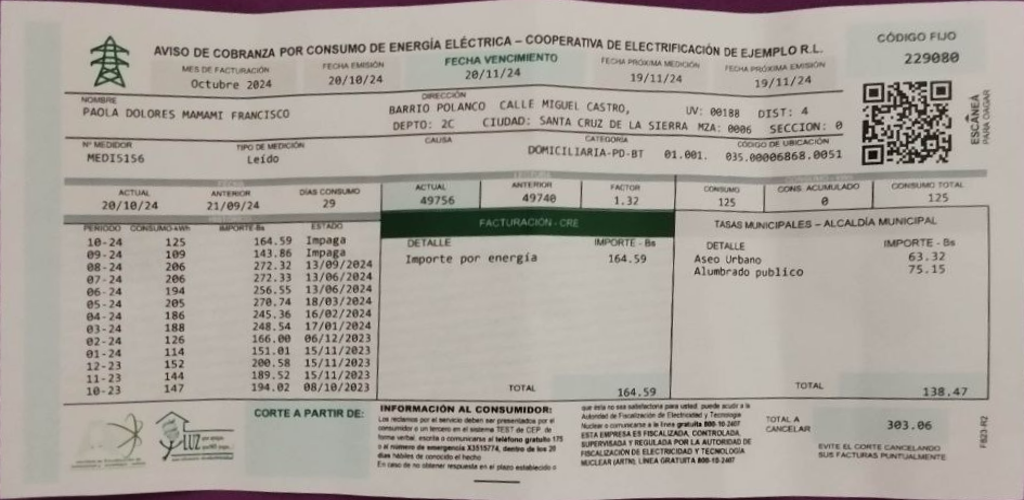 AVISO DE COBRANZA POR CONSUMO DE ENERGÍA ELÉCTRICA – COOPERATIVA DE ELECTRIFICACIÓN DE EJEMPLO R.L.
CÓDIGO FIJO
229080
MES DE FACTURACIÓN
Octubre 2024
FECHA EMISIÓN
20/10/24
FECHA VENCIMIENTO
20/11/24
FECHA PRÓXIMA MEDICIÓN
19/11/24
FECHA PRÓXIMA EMISIÓN
19/11/24
NOMBRE
PAOLA DOLORES MAMAMI FRANCISCO
DIRECCIÓN
BARRIO POLANCO CALLE MIGUEL CASTRO, UV: 00188 DIST: 4
DEPTO: 2C CIUDAD: SANTA CRUZ DE LA SIERRA MZA: 0006 SECCION: 0
ESCANEA
PARA PAGAR
N° MEDIDOR
MEDI5156
TIPO DE MEDICIÓN
Leído
CAUSA
CATEGORÍA
DOMICILIARIA-PD-BT
CÓDIGO DE UBICACIÓN
01.001. 035.00006868.0051
FECHA
LECTURA
ACTUAL
20/10/24
ANTERIOR
21/09/24
DÍAS CONSUMO
29
ACTUAL
49756
ANTERIOR
49740
FACTOR
1.32
CONSUMO
125
CONS. ACUMULADO
0
CONSUMO TOTAL
125
PERIODO CONSUMO-kWh IMPORTE-Bs ESTADO
10-24 125 164.59 Impaga
09-24 109 143.86 Impaga
08-24 206 272.32 13/09/2024
07-24 206 272.33 13/06/2024
06-24 194 256.55 13/06/2024
05-24 205 270.74 18/03/2024
04-24 186 245.36 16/02/2024
03-24 188 248.54 17/01/2024
02-24 126 166.00 06/12/2023
01-24 114 151.01 15/11/2023
12-23 152 200.58 15/11/2023
11-23 144 189.52 15/11/2023
10-23 147 194.02 08/10/2023
FACTURACIÓN - CRE
DETALLE IMPORTE - Bs
Importe por energía 164.59
TOTAL 164.59
TASAS MUNICIPALES – ALCALDÍA MUNICIPAL
DETALLE IMPORTE - Bs
Aseo Urbano 63.32
Alumbrado publico 75.15
TOTAL 138.47
LUZ
CORTE A PARTIR DE:
INFORMACIÓN AL CONSUMIDOR:
Los reclamos por el servicio deben ser presentados por el
consumidor o un tercero en el sistema TEST de CEP. de
forma verbal, escrita o comunicarse al teléfono gratuito 175
o al número de emergencia X3515774, dentro de los 20
días hábiles de conocido el hecho
En caso de no obtener respuesta en el plazo establecido o
que ésta no sea satisfactoria para usted, puede acudir a la
Autoridad de Fiscalización de Electricidad y Tecnología
Nuclear o comunicarse a la línea gratuita 800-10-2407
ESTA EMPRESA ES FISCALIZADA, CONTROLADA,
SUPERVISADA Y REGULADA POR LA AUTORIDAD DE
FISCALIZACIÓN DE ELECTRICIDAD Y TECNOLOGÍA
NUCLEAR (AETN), LÍNEA GRATUITA 800-10-2407
TOTAL A
CANCELAR
303.06
EVITE EL CORTE CANCELANDO
SUS FACTURAS PUNTUALMENTE
FB23-R2